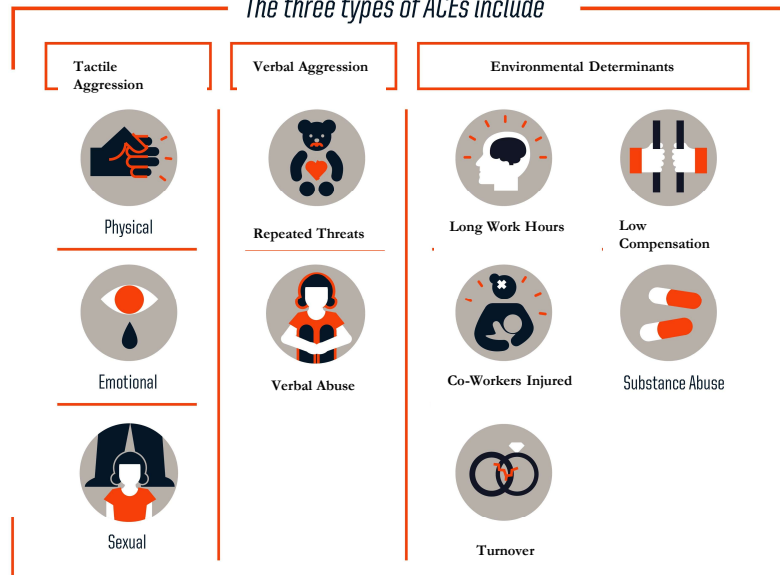 The three types of ACEs include
Tactile
Aggression
Verbal Aggression
Environmental Determinants
Physical
Repeated Threats
Long Work Hours
Low
Compensation
Emotional
Verbal Abuse
Co-Workers Injured
Substance Abuse
Sexual
Turnover